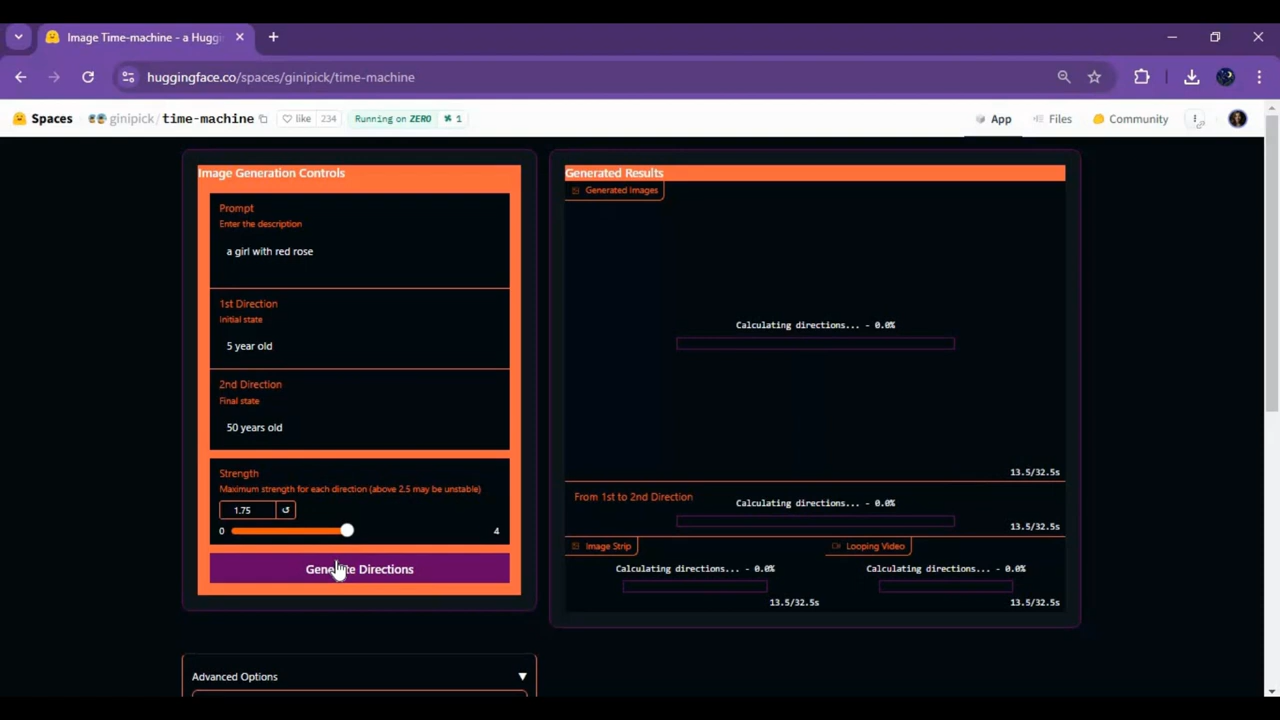 Image Time-machine - a Huggi
huggingface.co/spaces/ginipick/time-machine
Spaces ginipick/time-machine like 234 Running on ZERO 1 App Files Community
Image Generation Controls
Prompt
Enter the description
a girl with red rose
1st Direction
Initial state
5 year old
2nd Direction
Final state
50 years old
Strength
Maximum strength for each direction (above 2.5 may be unstable)
1.75
0 4
Generate Directions
Advanced Options
Generated Results
Generated Images
Calculating directions... - 0.0%
13.5/32.5s
From 1st to 2nd Direction
Calculating directions... - 0.0%
13.5/32.5s
Image Strip Looping Video
Calculating directions... - 0.0% Calculating directions... - 0.0%
13.5/32.5s 13.5/32.5s